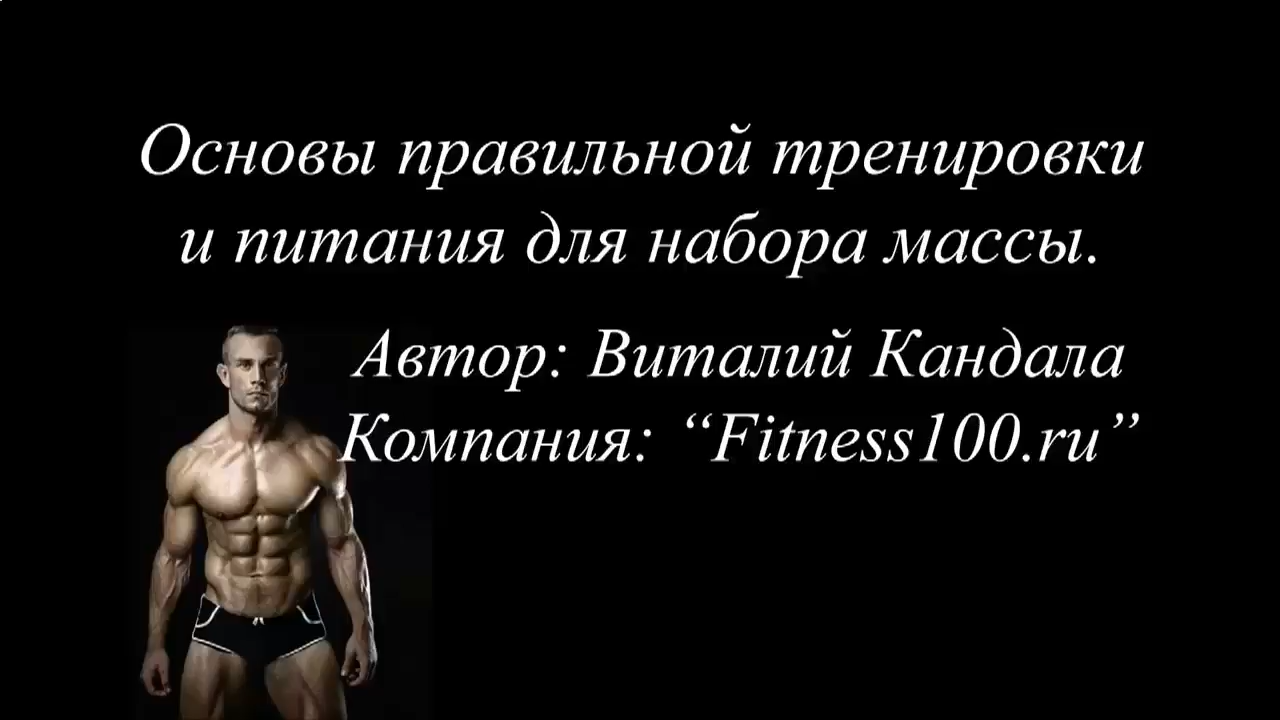 Основы правильной тренировки
и питания для набора массы.
Автор: Виталий Кандала
Компания: “Fitness100.ru”